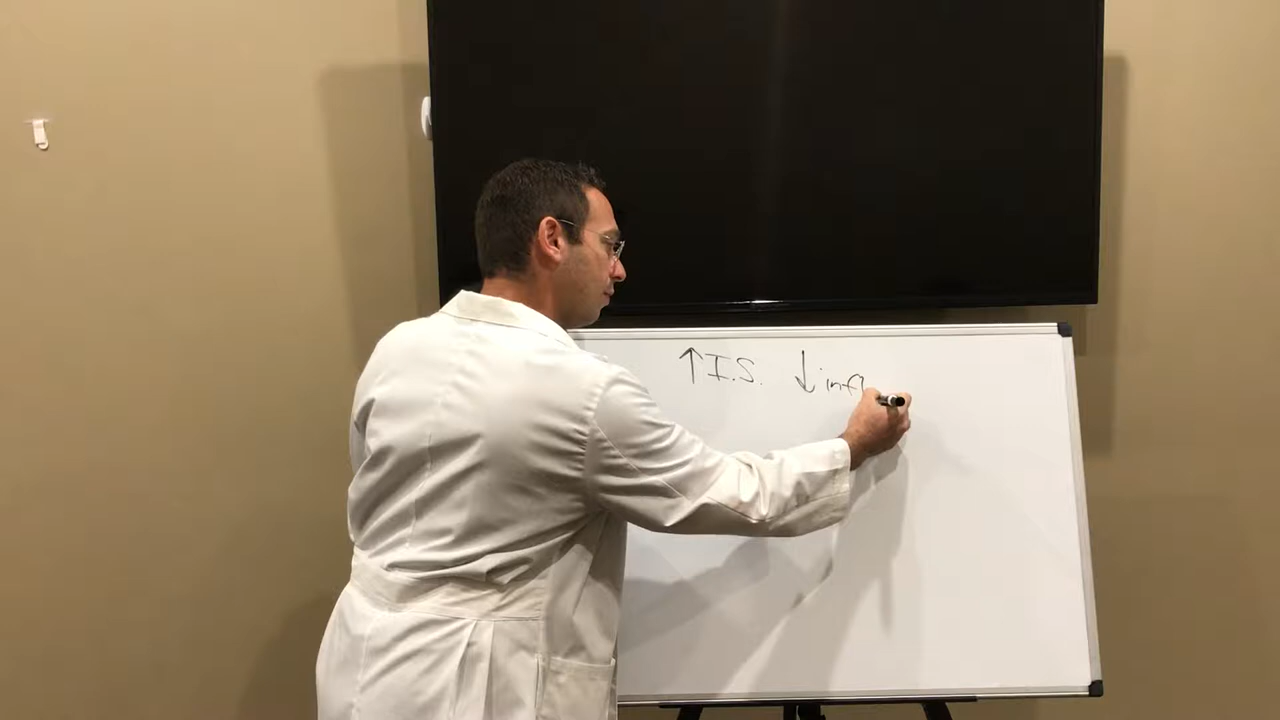 ↑ I.S. ↓ infl